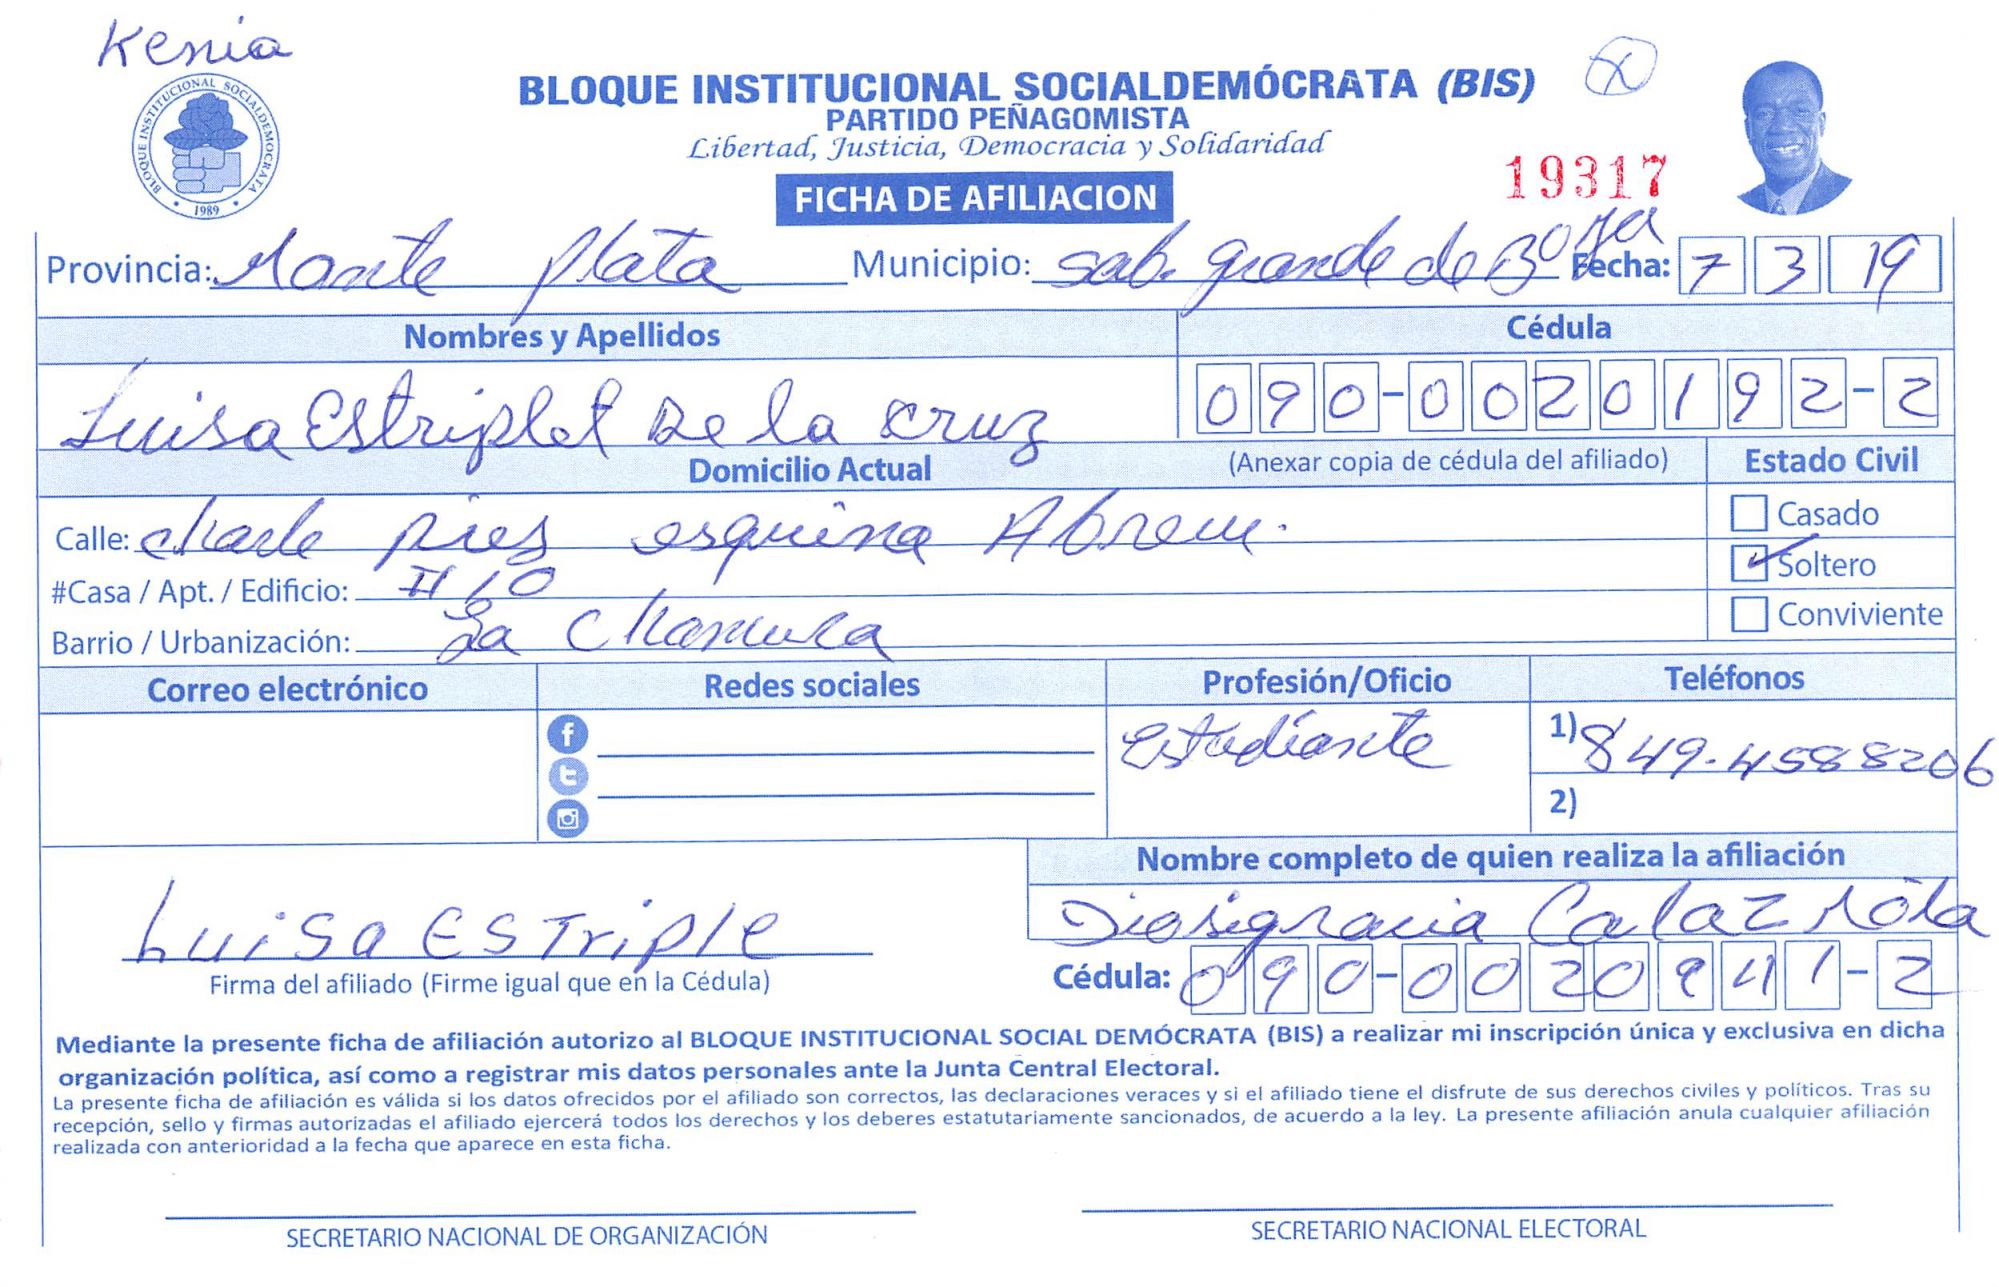 Kenia
BLOQUE INSTITUCIONAL SOCIALDEMOCRATA
1989
BLOQUE INSTITUCIONAL SOCIALDEMÓCRATA (BIS)
PARTIDO PEÑAGOMISTA
Libertad, Justicia, Democracia y Solidaridad
FICHA DE AFILIACION
19317
Provincia: Monte Plata Municipio: sab. grande de Fecha: 7 3 19
Nombres y Apellidos Cédula
Luisa Estriplet De la Cruz 090-0020192-2
Domicilio Actual (Anexar copia de cédula del afiliado) Estado Civil
Calle: charle pies esquina Abreu. Casado
#Casa / Apt. / Edificio: #10 Soltero
Barrio / Urbanización: La Conviviente
Correo electrónico Redes sociales Profesión/Oficio Teléfonos
Estudiante 1) 849-4588206
2)
Nombre completo de quien realiza la afiliación
Luisa Estriple Diosigracia Calaz
Firma del afiliado (Firme igual que en la Cédula) Cédula: 090-0020941-2
Mediante la presente ficha de afiliación autorizo al BLOQUE INSTITUCIONAL SOCIAL DEMÓCRATA (BIS) a realizar mi inscripción única y exclusiva en dicha
organización política, así como a registrar mis datos personales ante la Junta Central Electoral.
La presente ficha de afiliación es válida si los datos ofrecidos por el afiliado son correctos, las declaraciones veraces y si el afiliado tiene el disfrute de sus derechos civiles y políticos. Tras su
recepción, sello y firmas autorizadas el afiliado ejercerá todos los derechos y los deberes estatutariamente sancionados, de acuerdo a la ley. La presente afiliación anula cualquier afiliación
realizada con anterioridad a la fecha que aparece en esta ficha.
SECRETARIO NACIONAL DE ORGANIZACIÓN SECRETARIO NACIONAL ELECTORAL